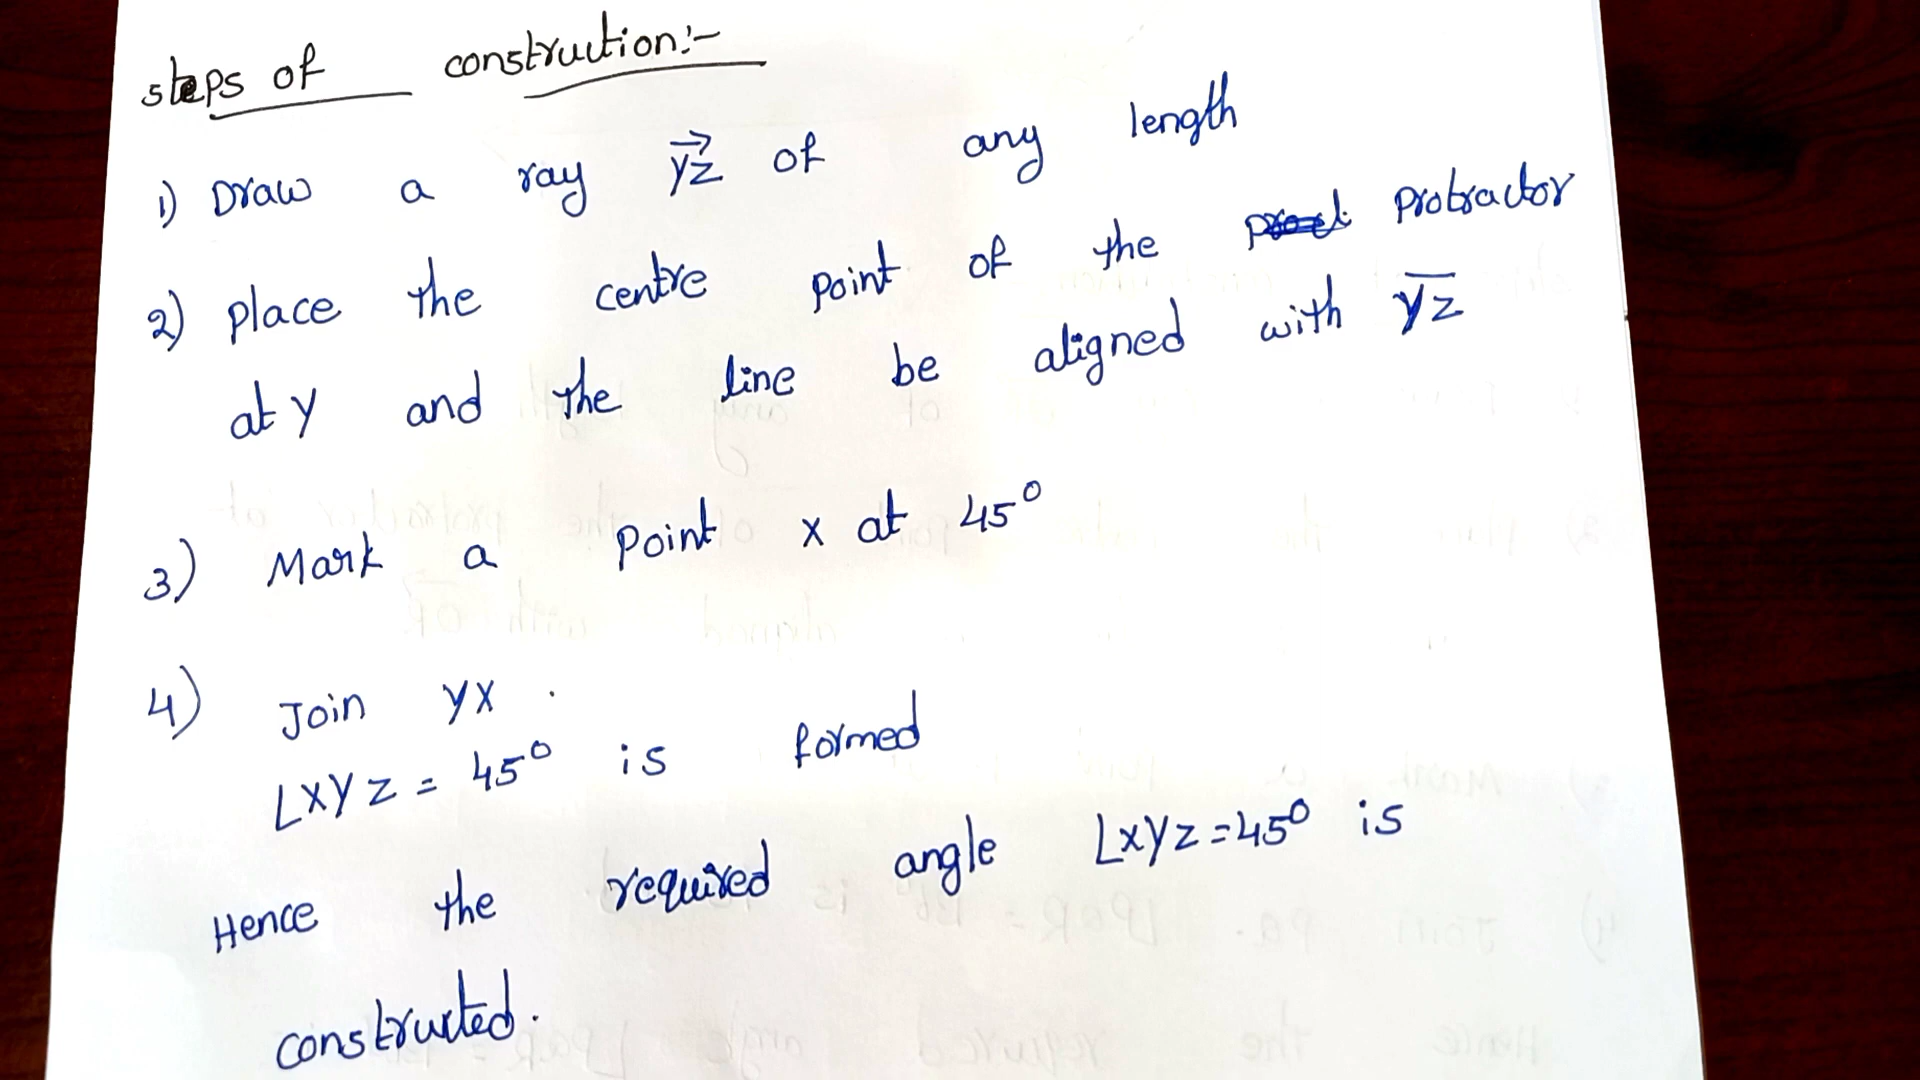 steps of construction:-
1) Draw a ray YZ of any length
2) place the centre point of the protractor
at Y and the line be aligned with YZ
3) Mark a point x at 45°
4) Join YX.
∠XYZ = 45° is formed
Hence the required angle ∠XYZ = 45° is
constructed.